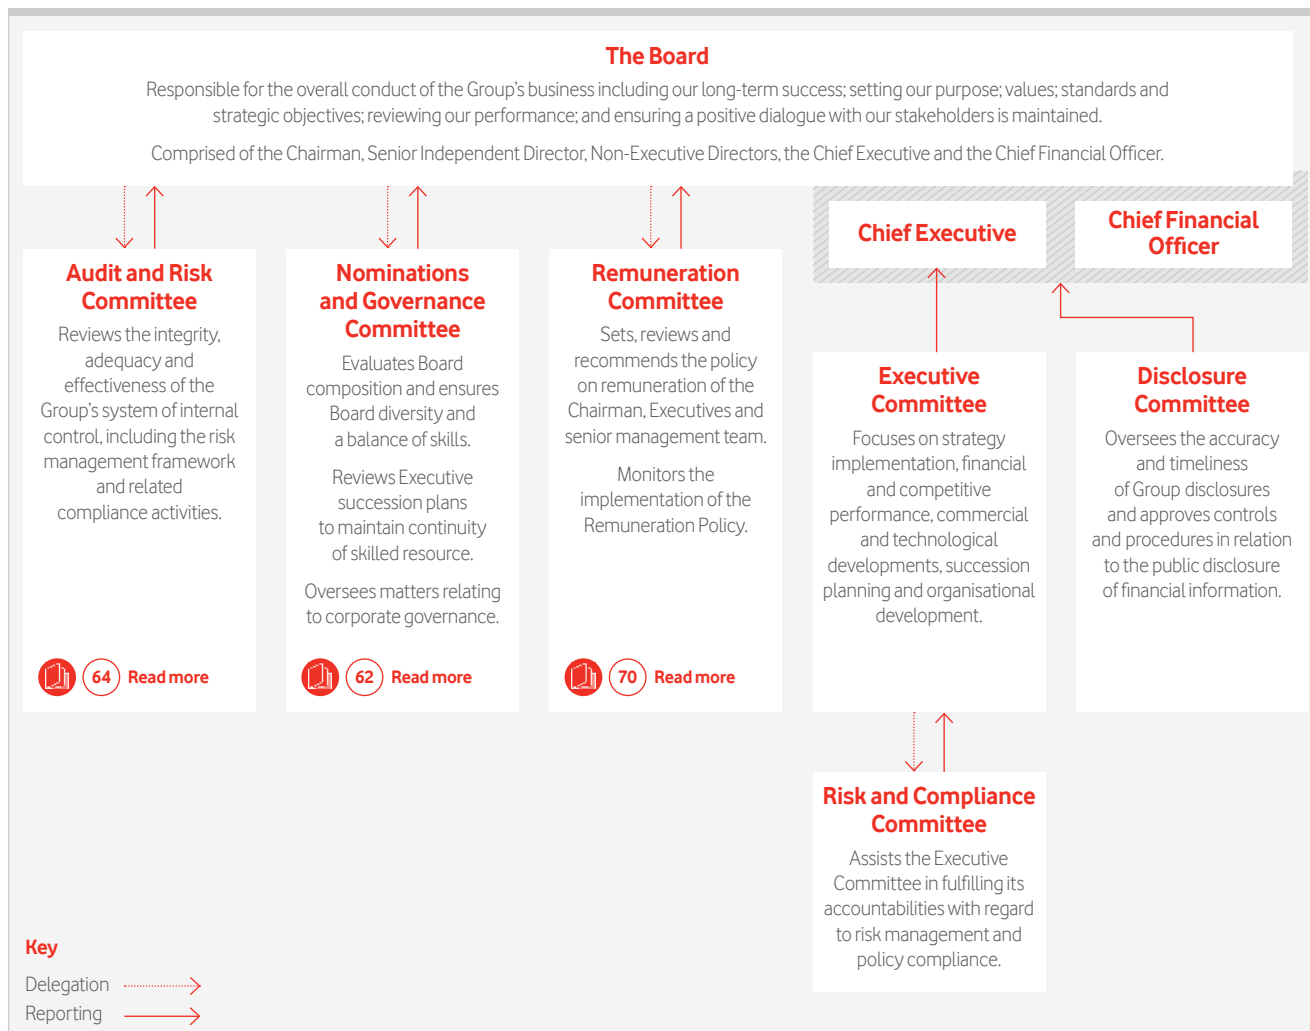 The Board
Responsible for the overall conduct of the Group's business including our long-term success; setting our purpose; values; standards and
strategic objectives; reviewing our performance; and ensuring a positive dialogue with our stakeholders is maintained.
Comprised of the Chairman, Senior Independent Director, Non-Executive Directors, the Chief Executive and the Chief Financial Officer.
Chief Executive
Chief Financial
Officer
Audit and Risk
Committee
Reviews the integrity,
adequacy and
effectiveness of the
Group's system of internal
control, including the risk
management framework
and related
compliance activities.
64 Read more
Nominations
and Governance
Committee
Evaluates Board
composition and ensures
Board diversity and
a balance of skills.
Reviews Executive
succession plans
to maintain continuity
of skilled resource.
Oversees matters relating
to corporate governance.
62 Read more
Remuneration
Committee
Sets, reviews and
recommends the policy
on remuneration of the
Chairman, Executives and
senior management team.
Monitors the
implementation of the
Remuneration Policy.
70 Read more
Executive
Committee
Focuses on strategy
implementation, financial
and competitive
performance, commercial
and technological
developments, succession
planning and organisational
development.
Disclosure
Committee
Oversees the accuracy
and timeliness
of Group disclosures
and approves controls
and procedures in relation
to the public disclosure
of financial information.
Risk and Compliance
Committee
Assists the Executive
Committee in fulfilling its
accountabilities with regard
to risk management and
policy compliance.
Key
Delegation
Reporting